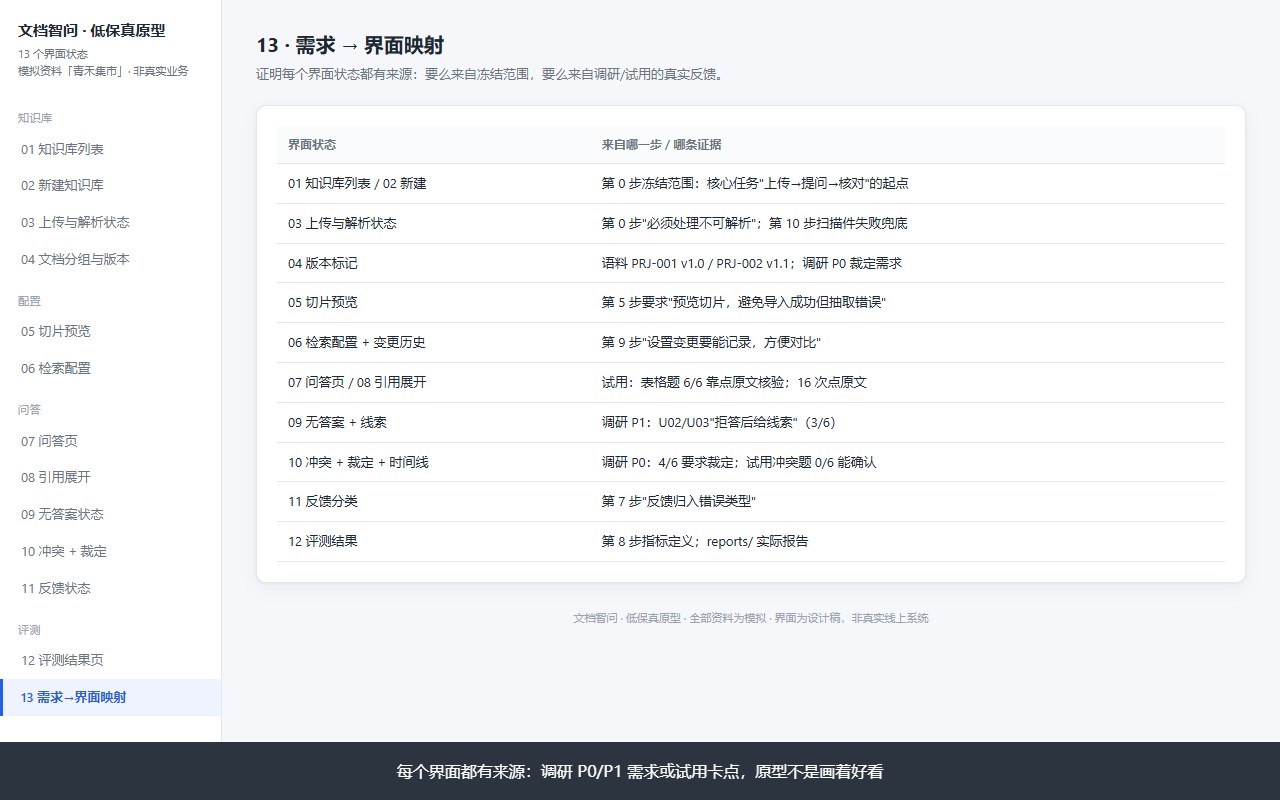 文档智问 · 低保真原型
13 个界面状态
模拟资料「青禾集市」· 非真实业务
知识库
01 知识库列表
02 新建知识库
03 上传与解析状态
04 文档分组与版本
配置
05 切片预览
06 检索配置
问答
07 问答页
08 引用展开
09 无答案状态
10 冲突 + 裁定
11 反馈状态
评测
12 评测结果页
13 需求→界面映射
13 · 需求 → 界面映射
证明每个界面状态都有来源：要么来自冻结范围，要么来自调研/试用的真实反馈。
界面状态 来自哪一步 / 哪条证据
01 知识库列表 / 02 新建 第 0 步冻结范围：核心任务"上传→提问→核对"的起点
03 上传与解析状态 第 0 步"必须处理不可解析"；第 10 步扫描件失败兜底
04 版本标记 语料 PRJ-001 v1.0 / PRJ-002 v1.1；调研 P0 裁定需求
05 切片预览 第 5 步要求"预览切片，避免导入成功但抽取错误"
06 检索配置 + 变更历史 第 9 步"设置变更要能记录，方便对比"
07 问答页 / 08 引用展开 试用：表格题 6/6 靠点原文核验；16 次点原文
09 无答案 + 线索 调研 P1：U02/U03"拒答后给线索"（3/6）
10 冲突 + 裁定 + 时间线 调研 P0：4/6 要求裁定；试用冲突题 0/6 能确认
11 反馈分类 第 7 步"反馈归入错误类型"
12 评测结果 第 8 步指标定义；reports/ 实际报告
文档智问 · 低保真原型 · 全部资料为模拟 · 界面为设计稿，非真实线上系统
每个界面都有来源：调研 P0/P1 需求或试用卡点，原型不是画着好看